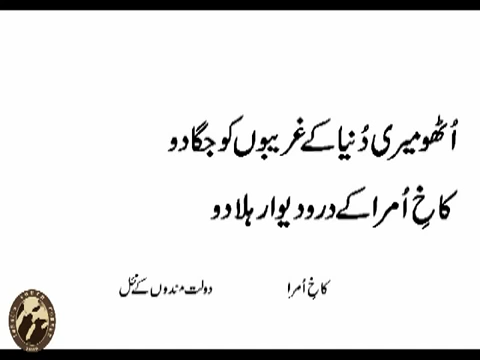 اُٹھو میری دُنیا کے غریبوں کو جگا دو
کاخِ اُمرا کے در و دیوار ہلا دو
کاخِ اُمرا دولت مندوں کے محل